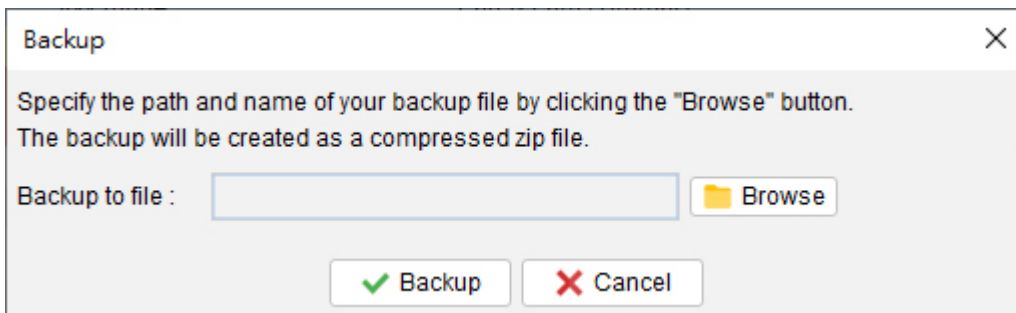 Backup
Specify the path and name of your backup file by clicking the "Browse" button.
The backup will be created as a compressed zip file.
Backup to file :
Browse
Backup
Cancel